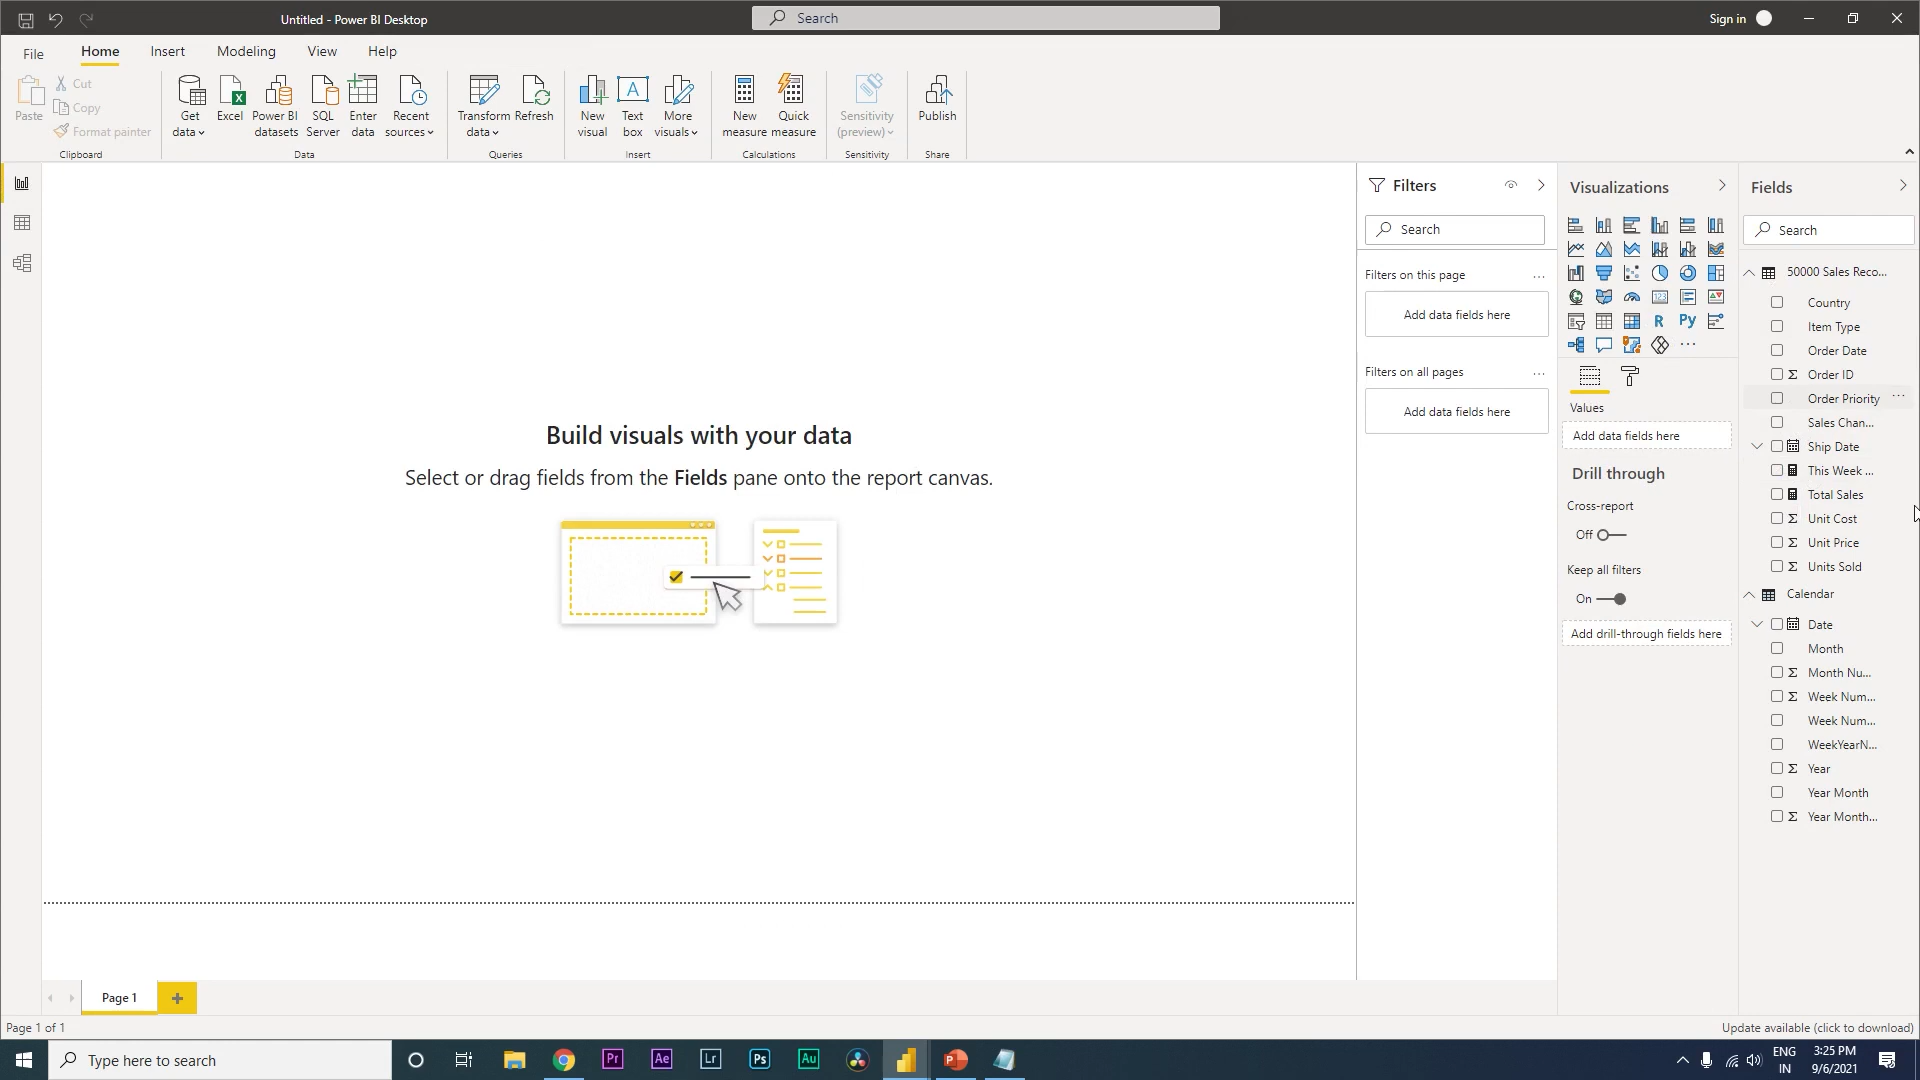 Untitled - Power BI Desktop
Search
Sign in
File
Home
Insert
Modeling
View
Help
Paste
Cut
Copy
Format painter
Clipboard
Get data
Excel
Power BI datasets
SQL Server
Enter data
Recent sources
Data
Transform data
Refresh
Queries
New visual
Text box
More visuals
Insert
New measure
Quick measure
Calculations
Sensitivity (preview)
Sensitivity
Publish
Share
Build visuals with your data
Select or drag fields from the Fields pane onto the report canvas.
Filters
Search
Filters on this page
...
Add data fields here
Filters on all pages
...
Add data fields here
Visualizations
123
R
Py
...
Values
Add data fields here
Drill through
Cross-report
Off
Keep all filters
On
Add drill-through fields here
Fields
Search
50000 Sales Reco...
Country
Item Type
Order Date
Σ Order ID
Order Priority ...
Sales Chan...
Ship Date
This Week ...
Total Sales
Σ Unit Cost
Σ Unit Price
Σ Units Sold
Calendar
Date
Month
Σ Month Nu...
Σ Week Num...
Week Num...
WeekYearN...
Σ Year
Year Month
Σ Year Month...
Page 1
+
Page 1 of 1
Update available (click to download)
Type here to search
Pr
Ae
Lr
Ps
Au
ENG
IN
3:25 PM
9/6/2021